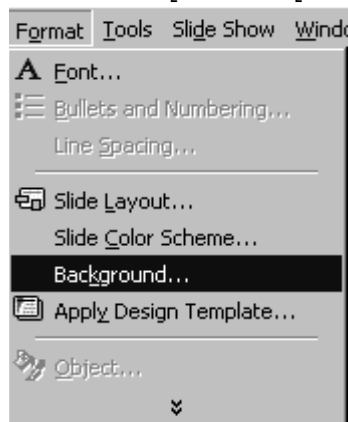 Format Tools Slide Show
Font...
Bullets and Numbering...
Line Spacing...
Slide Layout...
Slide Color Scheme...
Background...
Apply Design Template...
Object...